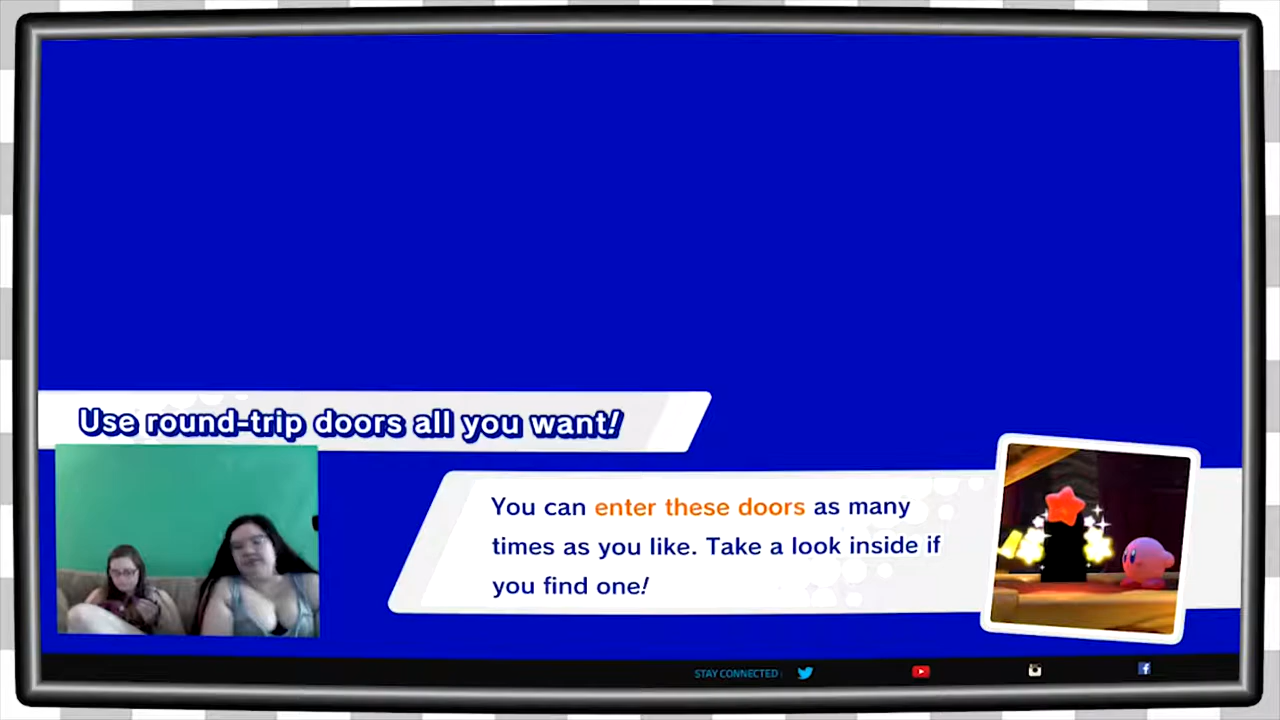 Use round-trip doors all you want!
You can enter these doors as many
times as you like. Take a look inside if
you find one!
STAY CONNECTED :